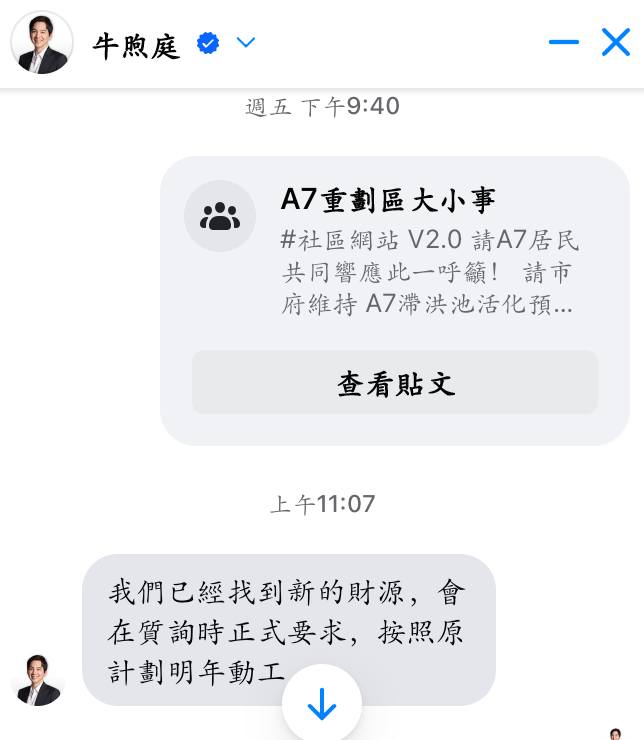 牛煦庭
週五 下午9:40
A7重劃區大小事
#社區網站 V2.0 請A7居民
共同響應此一呼籲！ 請市
府維持 A7滯洪池活化預...
查看貼文
上午11:07
我們已經找到新的財源，會
在質詢時正式要求，按照原
計劃明年動工